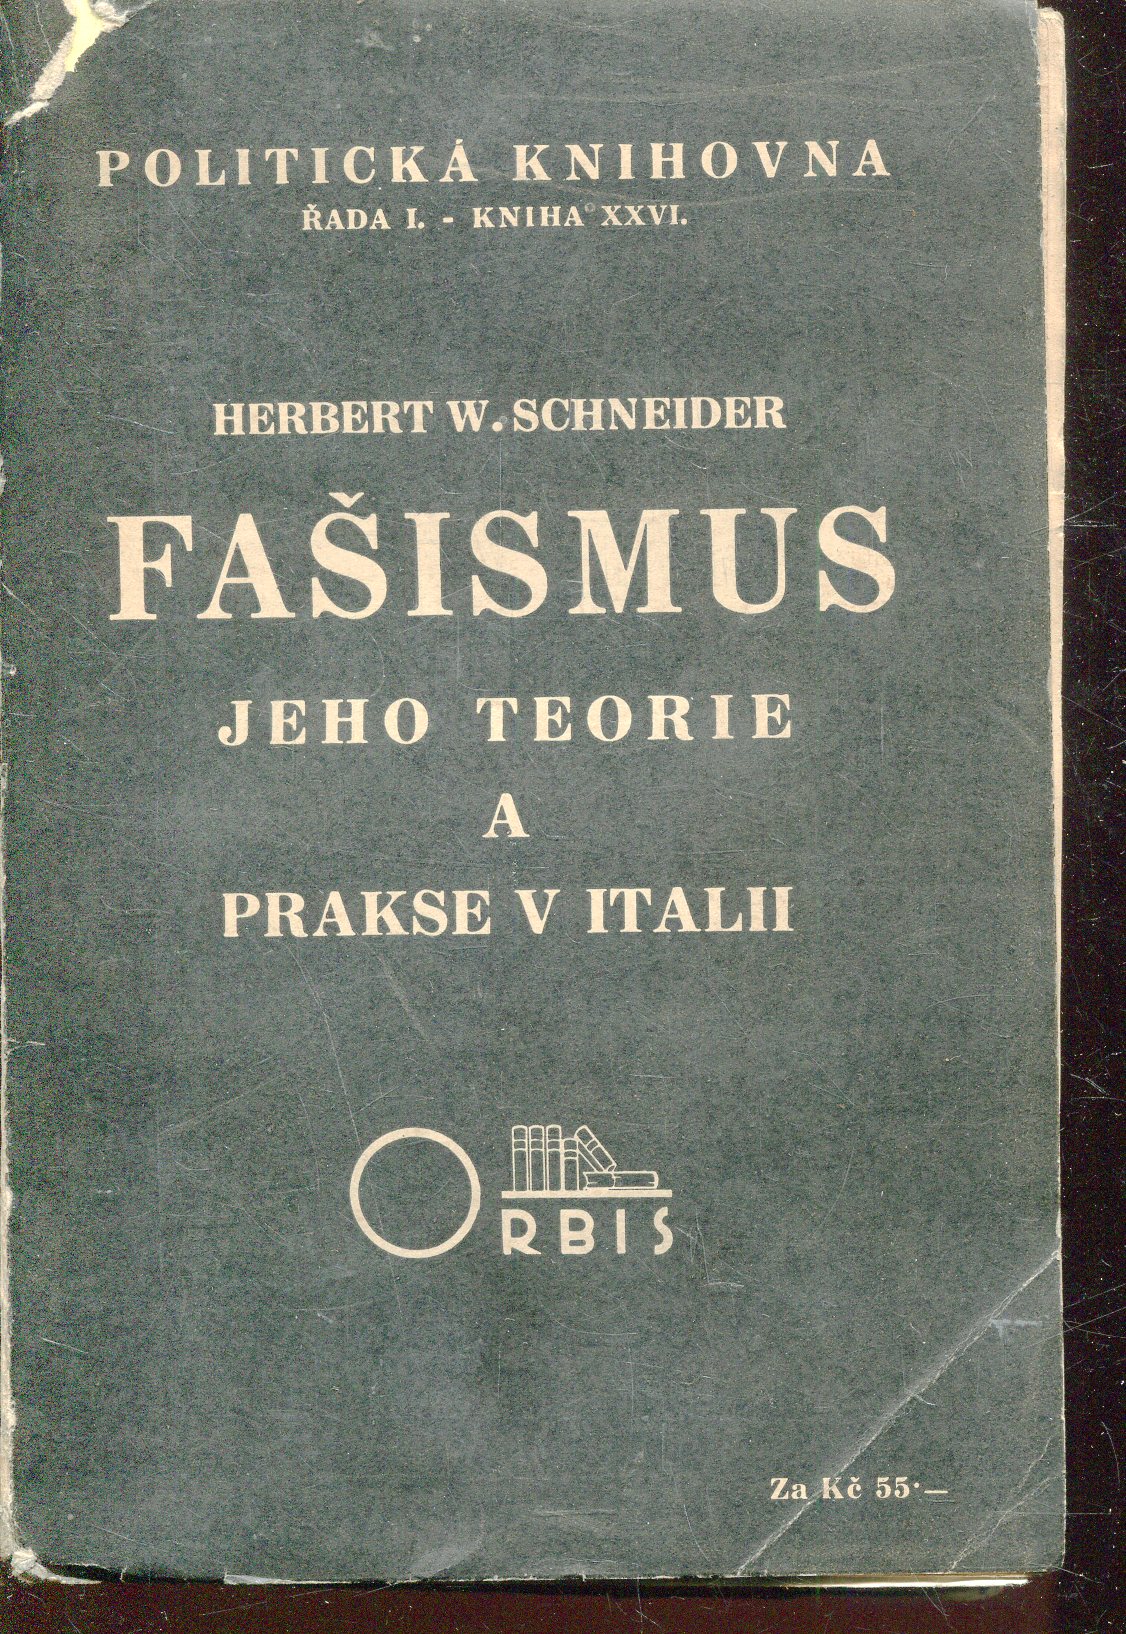 POLITICKÁ KNIHOVNA
ŘADA I. - KNIHA XXVI.
HERBERT W. SCHNEIDER
FAŠISMUS
JEHO TEORIE
A
PRAKSE V ITALII
ORBIS
Za Kč 55·—